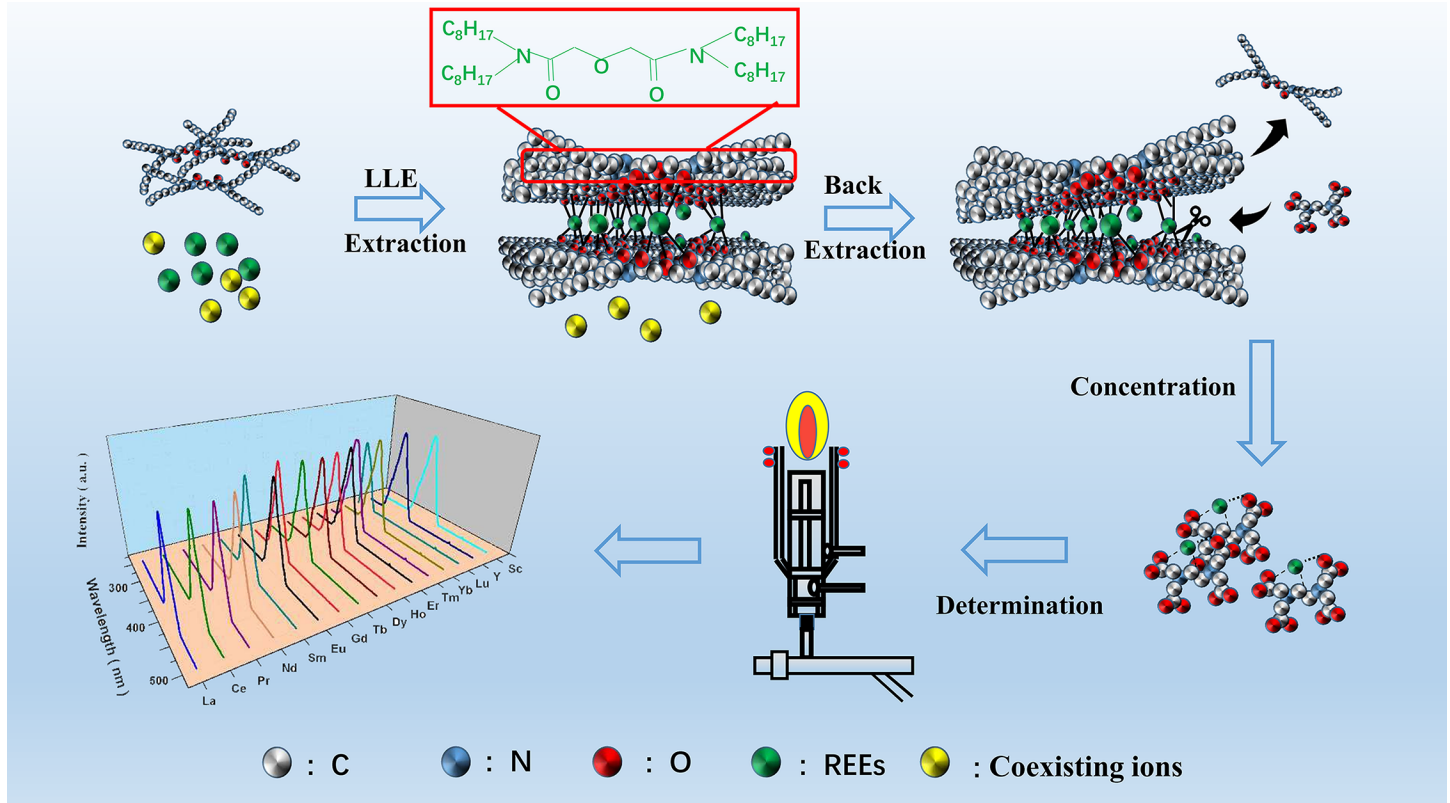 C8H17
C8H17
N
O
O
O
N
C8H17
C8H17
LLE
Extraction
Back
Extraction
Concentration
Determination
Intensity ( a.u. )
Wavelength ( nm )
300
400
500
La
Ce
Pr
Nd
Sm
Eu
Gd
Tb
Dy
Ho
Er
Tm
Yb
Lu
Y
Sc
: C
: N
: O
: REEs
: Coexisting ions